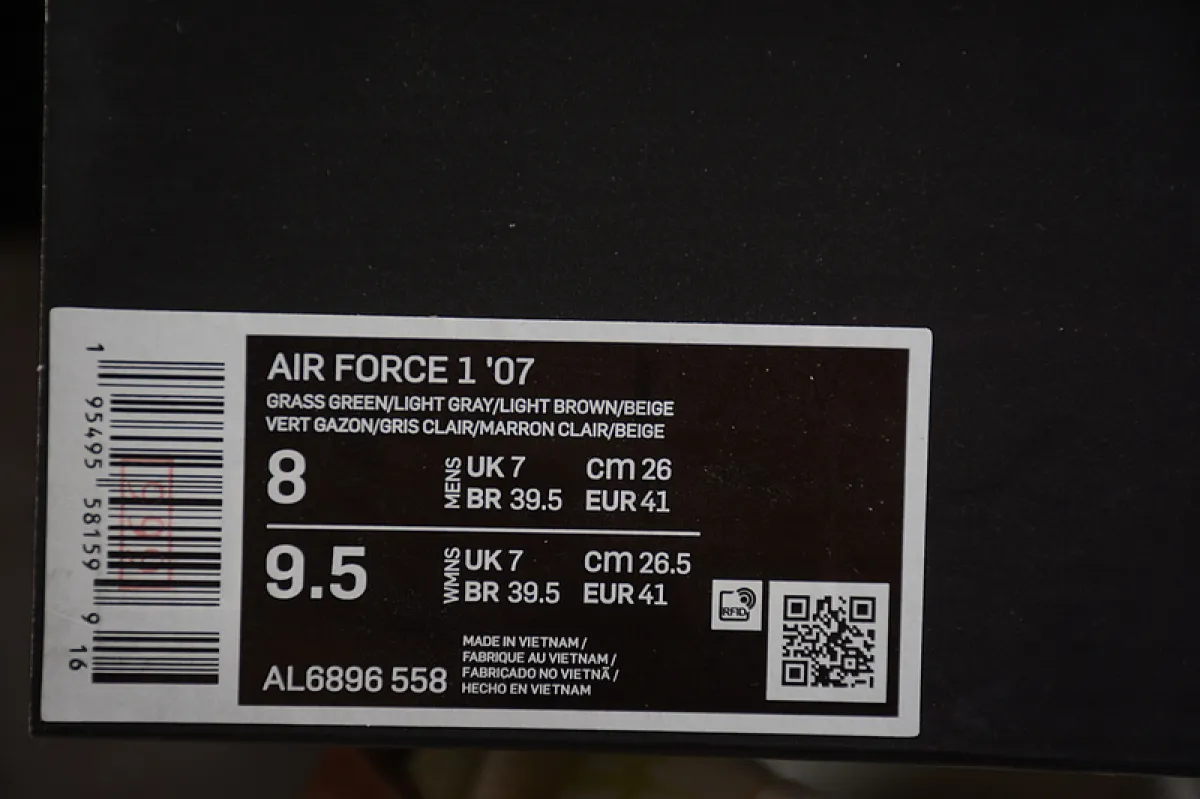 AIR FORCE 1 '07
GRASS GREEN/LIGHT GRAY/LIGHT BROWN/BEIGE
VERT GAZON/GRIS CLAIR/MARRON CLAIR/BEIGE
8
MENS
UK 7 cm 26
BR 39.5 EUR 41
9.5
WMNS
UK 7 cm 26.5
BR 39.5 EUR 41
RFID
AL6896 558
MADE IN VIETNAM /
FABRIQUE AU VIETNAM /
FABRICADO NO VIETNÃ /
HECHO EN VIETNAM
1 95495 58159 9 16